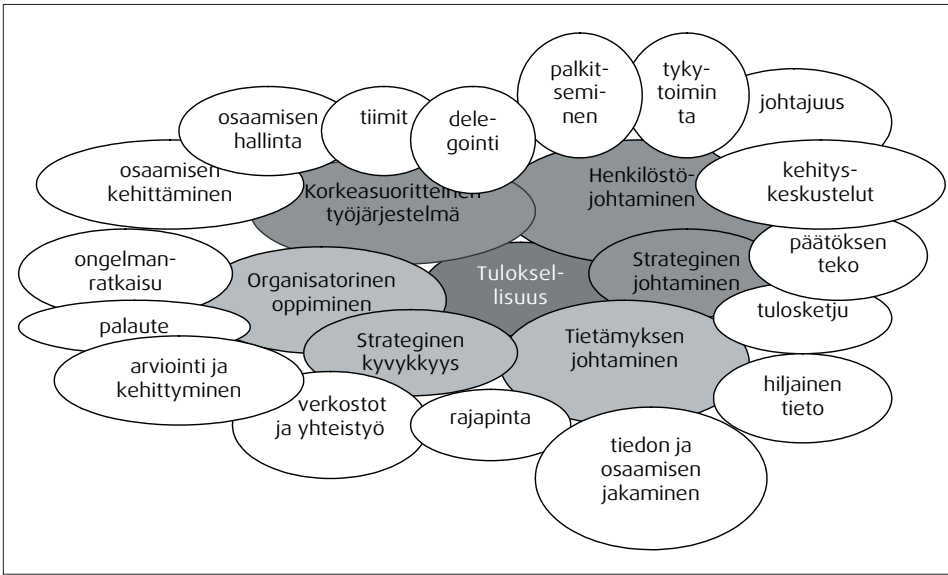 palkit-
semi-
nen
tyky-
toimin
ta
johtajuus
osaamisen
hallinta
tiimit
dele-
gointi
osaamisen
kehittäminen
Korkeasuoritteinen
työjärjestelmä
Henkilöstö-
johtaminen
kehitys-
keskustelut
ongelman-
ratkaisu
Organisatorinen
oppiminen
Tuloksel-
lisuus
Strateginen
johtaminen
päätöksen
teko
palaute
Strateginen
kyvykkyys
Tietämyksen
johtaminen
tulosketju
arviointi ja
kehittyminen
verkostot
ja yhteistyö
rajapinta
hiljainen
tieto
tiedon ja
osaamisen
jakaminen